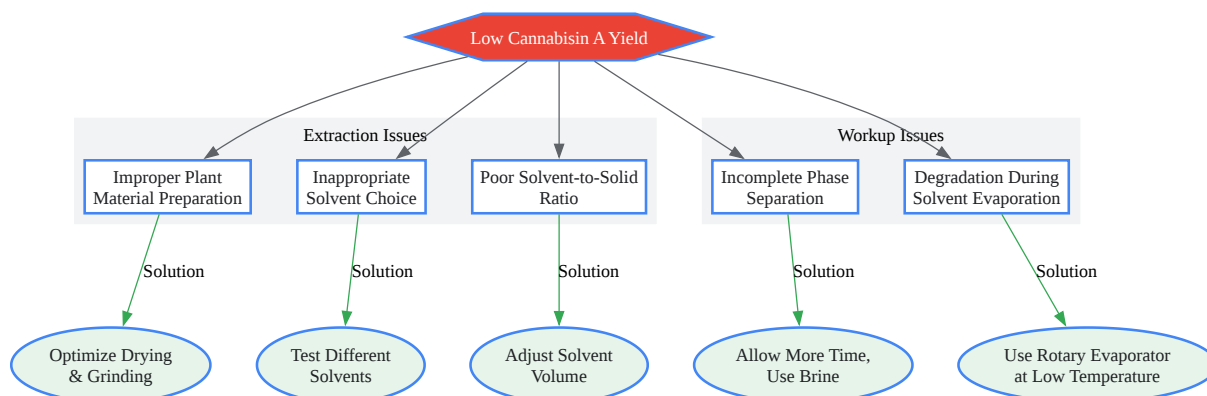 Low Cannabisin A Yield
Extraction Issues
Workup Issues
Improper Plant
Material Preparation
Inappropriate
Solvent Choice
Poor Solvent-to-Solid
Ratio
Incomplete Phase
Separation
Degradation During
Solvent Evaporation
Solution
Solution
Solution
Solution
Solution
Optimize Drying
& Grinding
Test Different
Solvents
Adjust Solvent
Volume
Allow More Time,
Use Brine
Use Rotary Evaporator
at Low Temperature